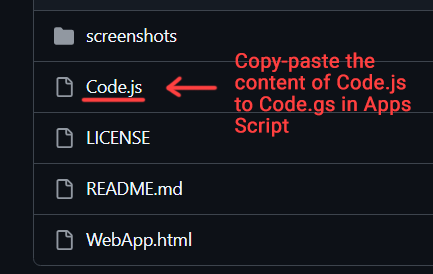 screenshots
Code.js
Copy-paste the
content of Code.js
to Code.gs in Apps
Script
LICENSE
README.md
WebApp.html